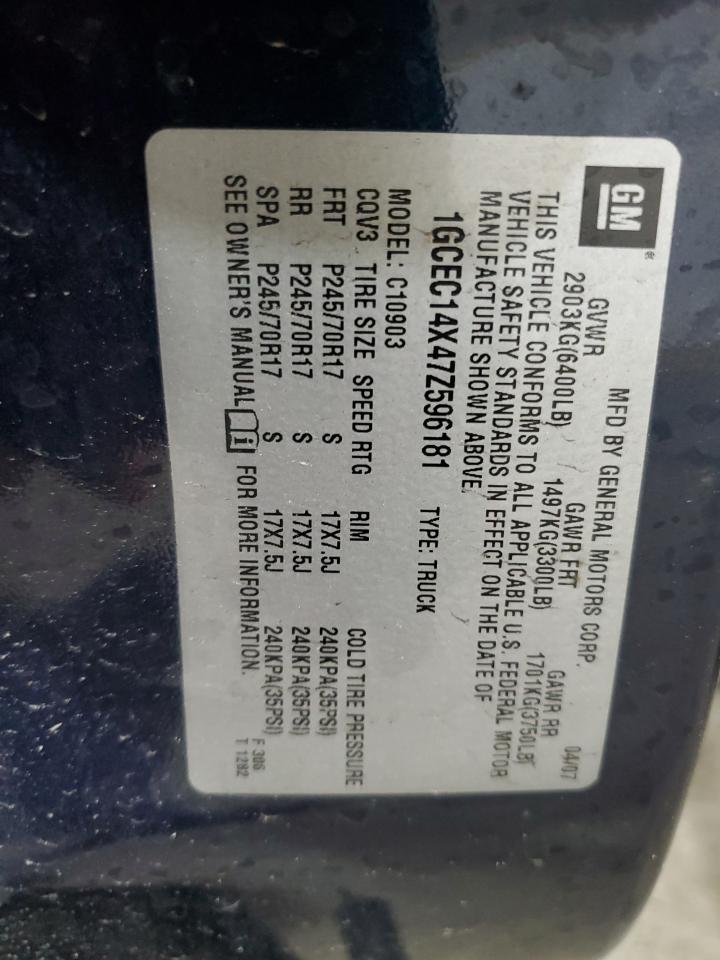 GM
MFD BY GENERAL MOTORS CORP. 04/07
GVWR GAWR FRT GAWR RR
2903KG(6400LB) 1497KG(3300LB) 1701KG(3750LB)
THIS VEHICLE CONFORMS TO ALL APPLICABLE U.S. FEDERAL MOTOR
VEHICLE SAFETY STANDARDS IN EFFECT ON THE DATE OF
MANUFACTURE SHOWN ABOVE.
1GCEC14X47Z596181 TYPE: TRUCK
MODEL: C10903
CQV3 TIRE SIZE SPEED RTG RIM COLD TIRE PRESSURE
FRT P245/70R17 S 17X7.5J 240KPA(35PSI)
RR P245/70R17 S 17X7.5J 240KPA(35PSI)
SPA P245/70R17 S 17X7.5J 240KPA(35PSI)
SEE OWNER'S MANUAL i FOR MORE INFORMATION.
F 386
T 1282